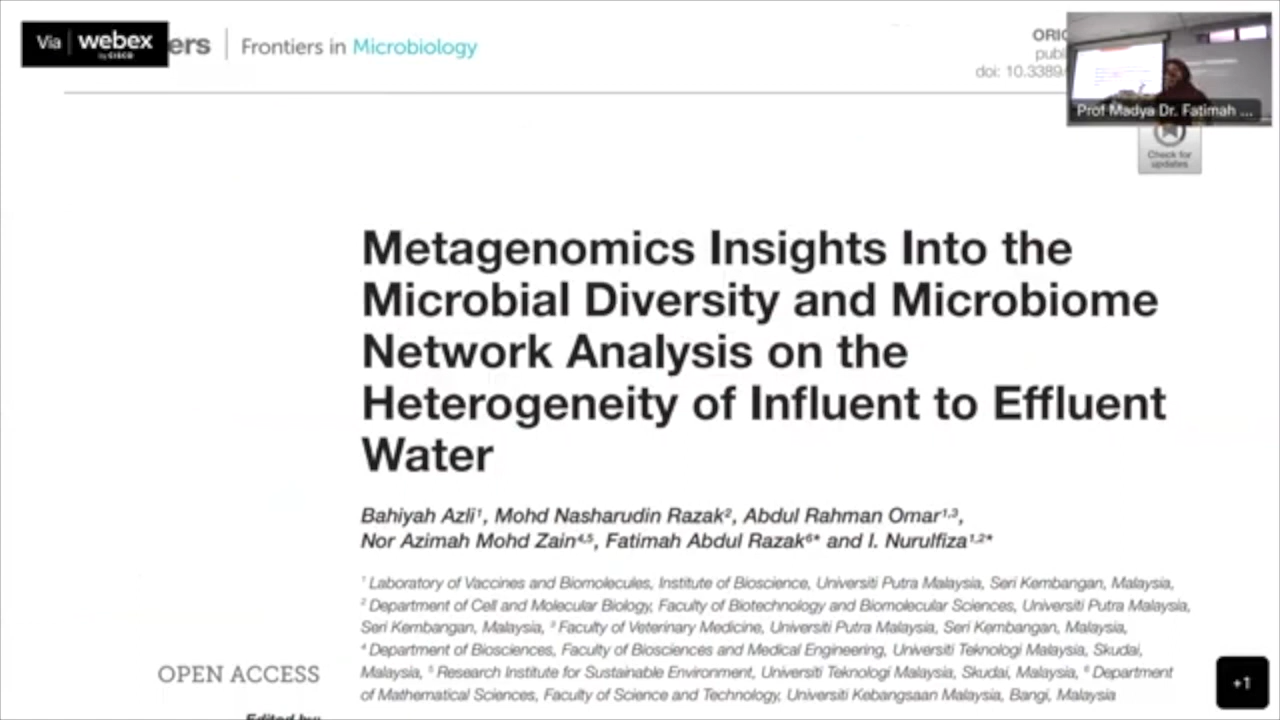 Via webex
by CISCO
ers Frontiers in Microbiology
ORIG
publ
doi: 10.3389/
Prof Madya Dr. Fatimah ...
Check for
updates
Metagenomics Insights Into the
Microbial Diversity and Microbiome
Network Analysis on the
Heterogeneity of Influent to Effluent
Water
Bahiyah Azli¹, Mohd Nasharudin Razak², Abdul Rahman Omar¹,³,
Nor Azimah Mohd Zain⁴,⁵, Fatimah Abdul Razak⁶* and I. Nurulfiza¹,²*
¹ Laboratory of Vaccines and Biomolecules, Institute of Bioscience, Universiti Putra Malaysia, Seri Kembangan, Malaysia,
² Department of Cell and Molecular Biology, Faculty of Biotechnology and Biomolecular Sciences, Universiti Putra Malaysia,
Seri Kembangan, Malaysia, ³ Faculty of Veterinary Medicine, Universiti Putra Malaysia, Seri Kembangan, Malaysia,
⁴ Department of Biosciences, Faculty of Biosciences and Medical Engineering, Universiti Teknologi Malaysia, Skudai,
Malaysia, ⁵ Research Institute for Sustainable Environment, Universiti Teknologi Malaysia, Skudai, Malaysia, ⁶ Department
of Mathematical Sciences, Faculty of Science and Technology, Universiti Kebangsaan Malaysia, Bangi, Malaysia
OPEN ACCESS
Edited by:
+1